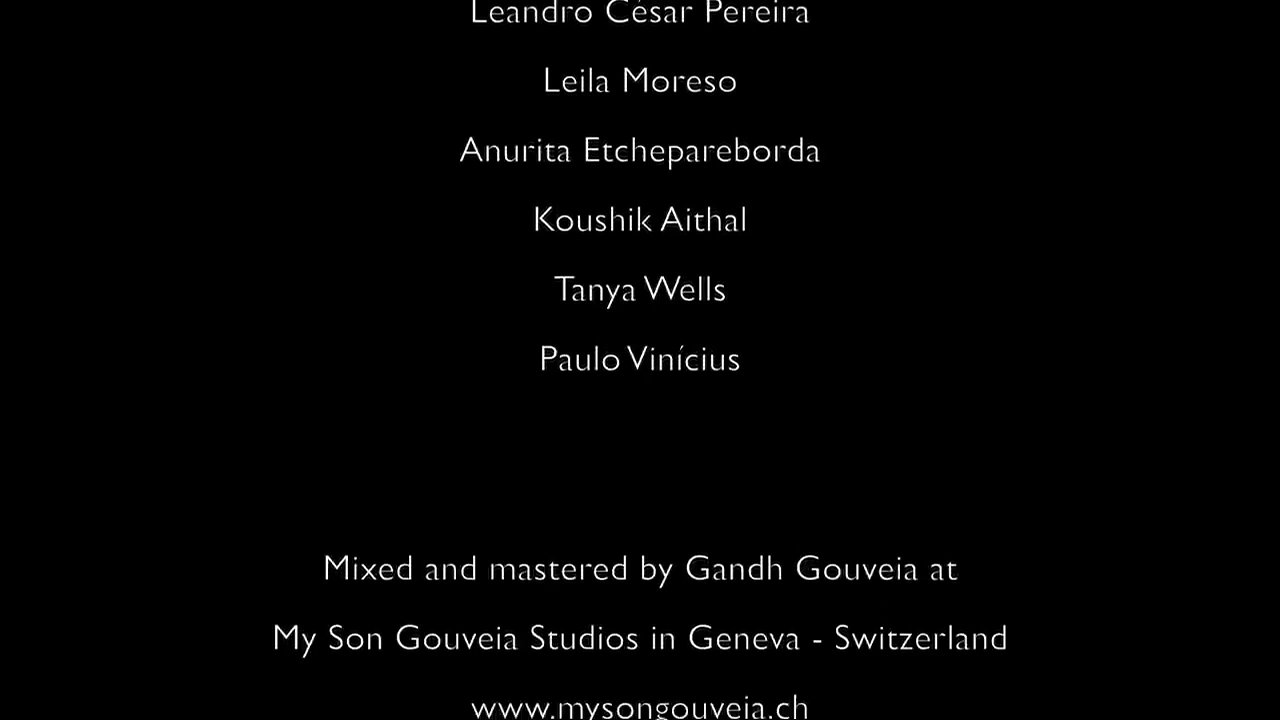 Leandro César Pereira
Leila Moreso
Anurita Etchepareborda
Koushik Aithal
Tanya Wells
Paulo Vinícius
Mixed and mastered by Gandh Gouveia at
My Son Gouveia Studios in Geneva - Switzerland
www.mysongouveia.ch